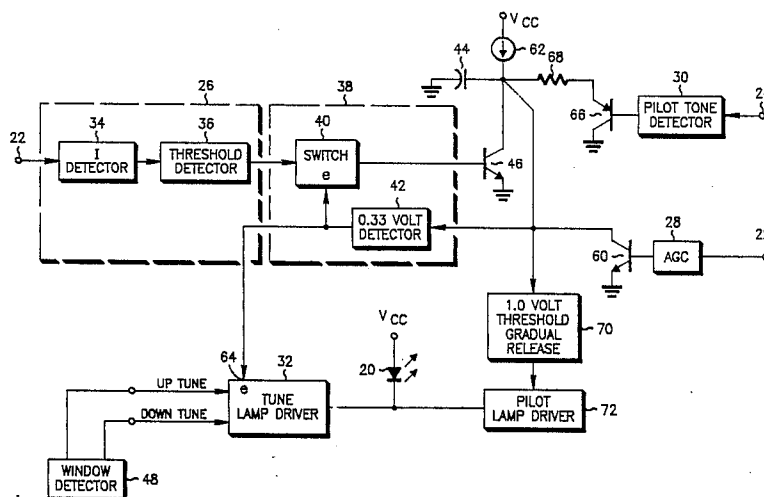 V CC
62
44
68
26
38
30
34
36
40
66
PILOT TONE
DETECTOR
2
22
I
DETECTOR
THRESHOLD
DETECTOR
SWITCH
e
46
42
0.33 VOLT
DETECTOR
28
60
AGC
2
V CC
1.0 VOLT
THRESHOLD
GRADUAL
RELEASE
70
64
32
20
UP TUNE
e
TUNE
LAMP DRIVER
DOWN TUNE
PILOT
LAMP DRIVER
72
WINDOW
DETECTOR
48